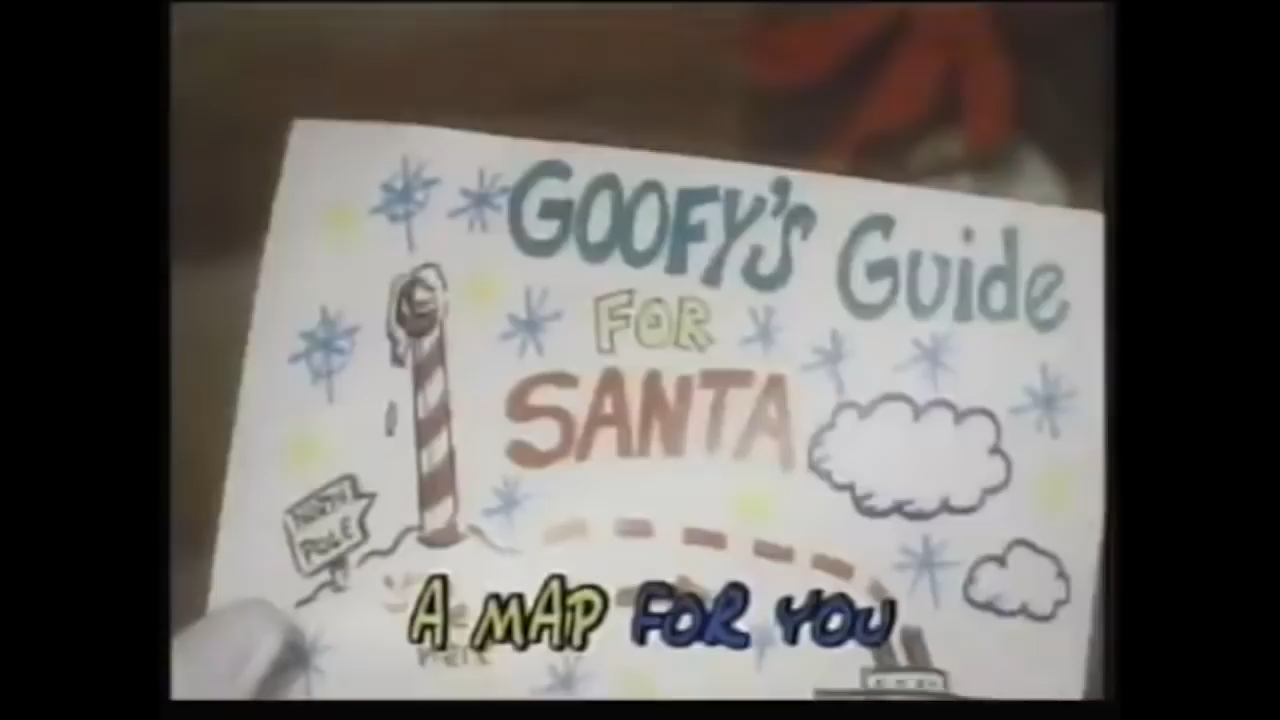 GOOFY'S Guide
FOR
SANTA
NORTH
POLE
A MAP FOR YOU